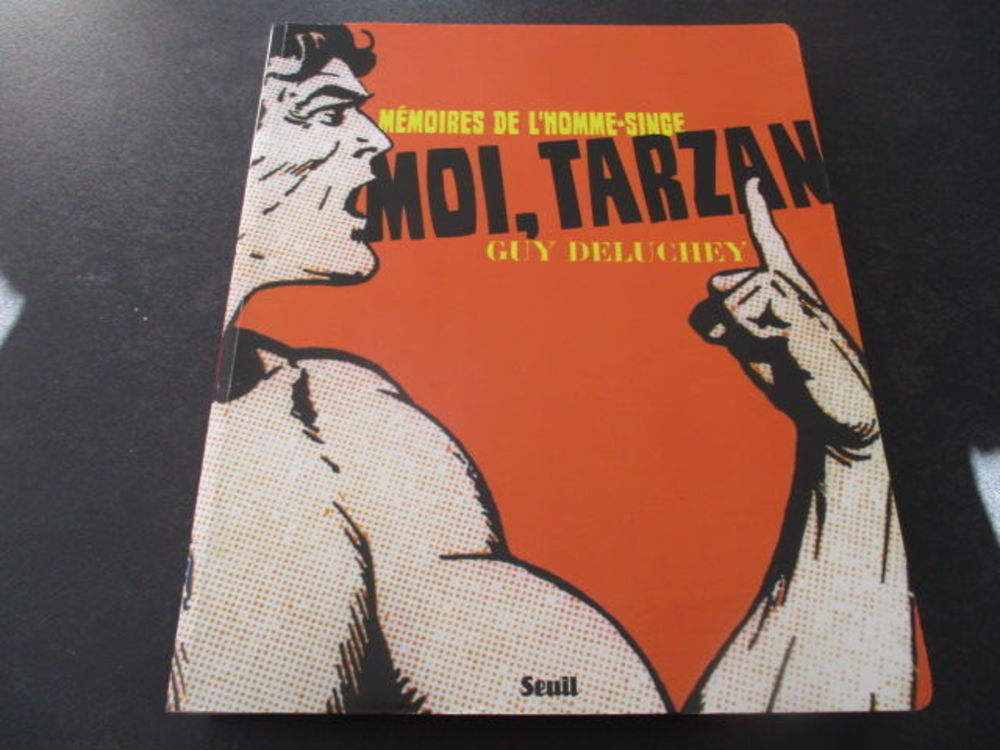 MÉMOIRES DE L'HOMME-SINGE
MOI, TARZAN
GUY DELUCHEY
Seuil